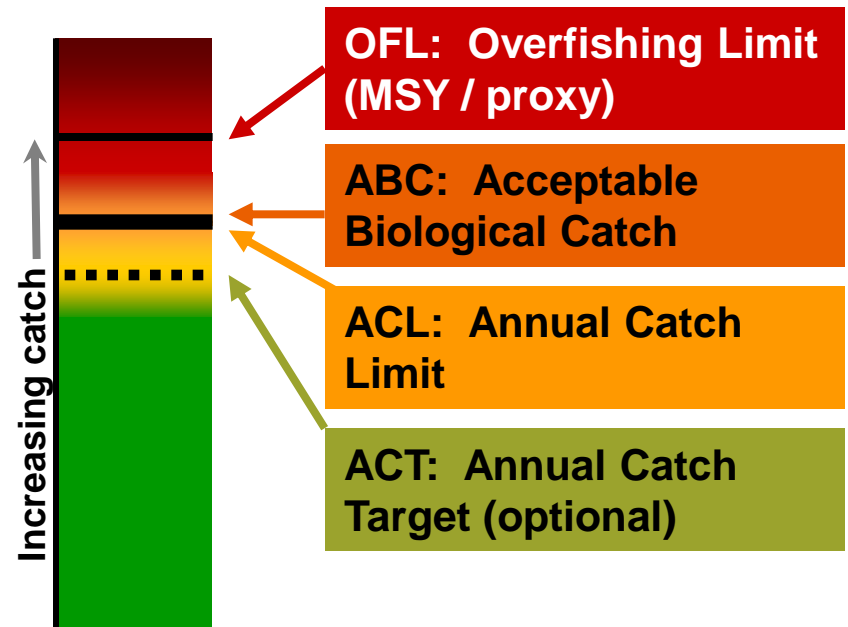 OFL:  Overfishing Limit
(MSY / proxy)
ABC:  Acceptable
Biological Catch
ACL:  Annual Catch
Limit
ACT:  Annual Catch
Target (optional)
Increasing catch